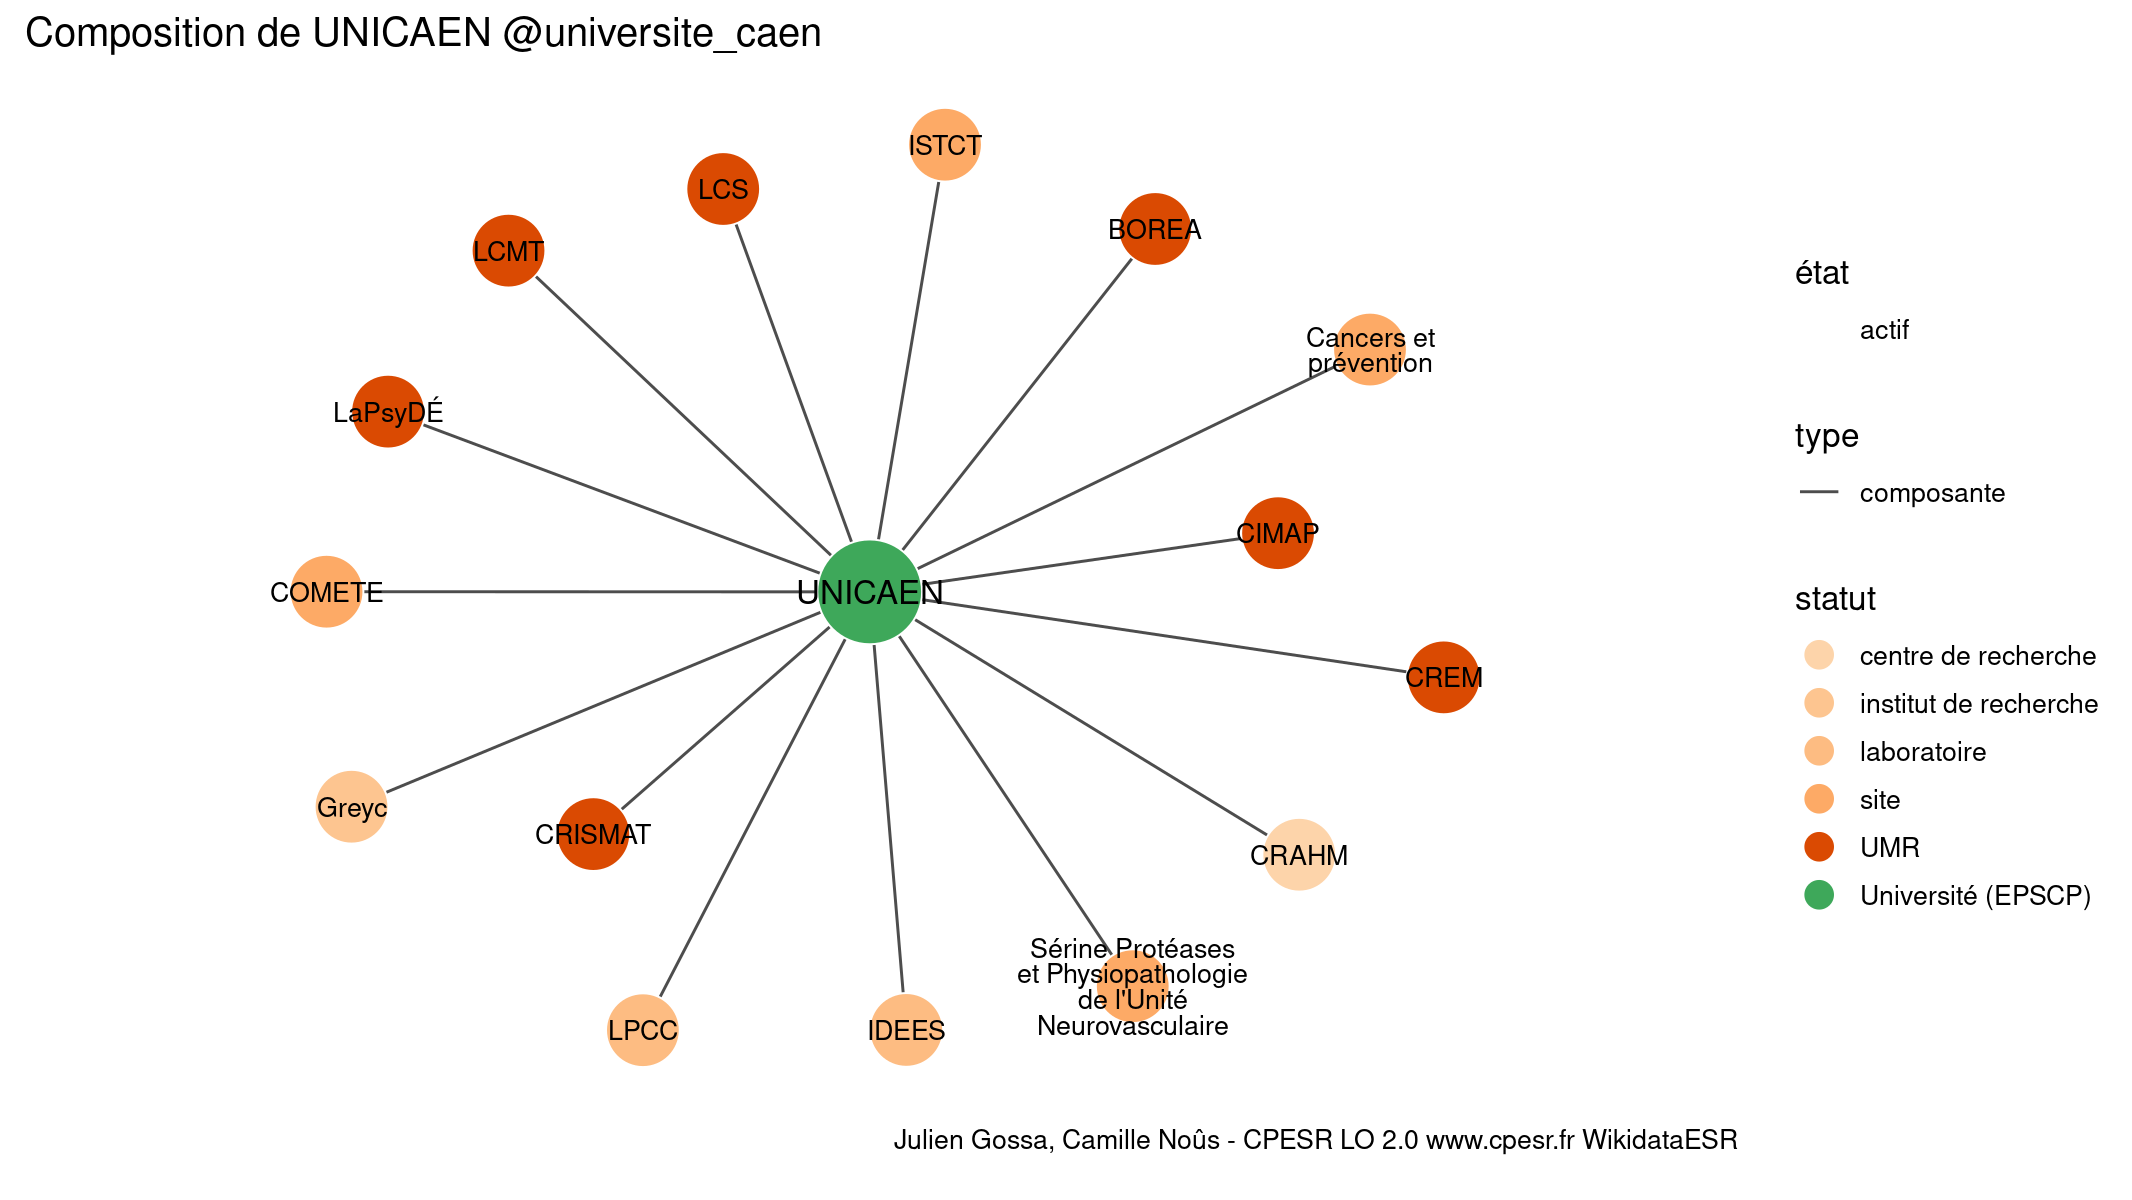 Composition de UNICAEN @universite_caen
ISTCT
LCS
BOREA
LCMT
Cancers et
prévention
LaPsyDÉ
CIMAP
COMETE
UNICAEN
CREM
Greyc
CRISMAT
CRAHM
Sérine Protéases
et Physiopathologie
de l'Unité
Neurovasculaire
LPCC
IDEES
état
actif
type
composante
statut
centre de recherche
institut de recherche
laboratoire
site
UMR
Université (EPSCP)
Julien Gossa, Camille Noûs - CPESR LO 2.0 www.cpesr.fr WikidataESR